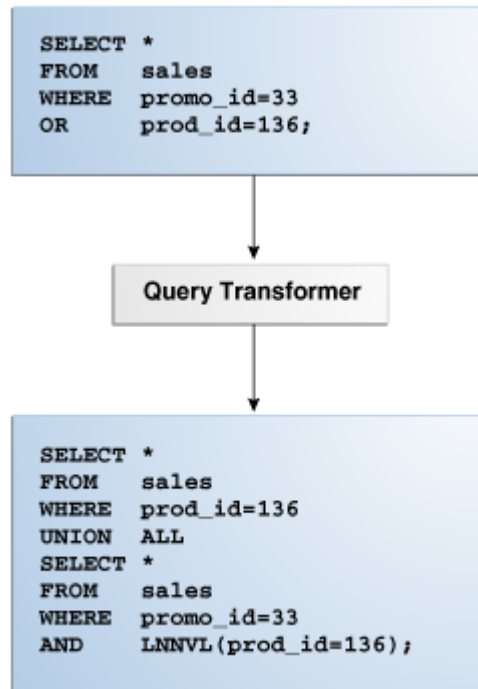 SELECT *
FROM sales
WHERE promo_id=33
OR prod_id=136;
Query Transformer
SELECT *
FROM sales
WHERE prod_id=136
UNION ALL
SELECT *
FROM sales
WHERE promo_id=33
AND LNNVL(prod_id=136);